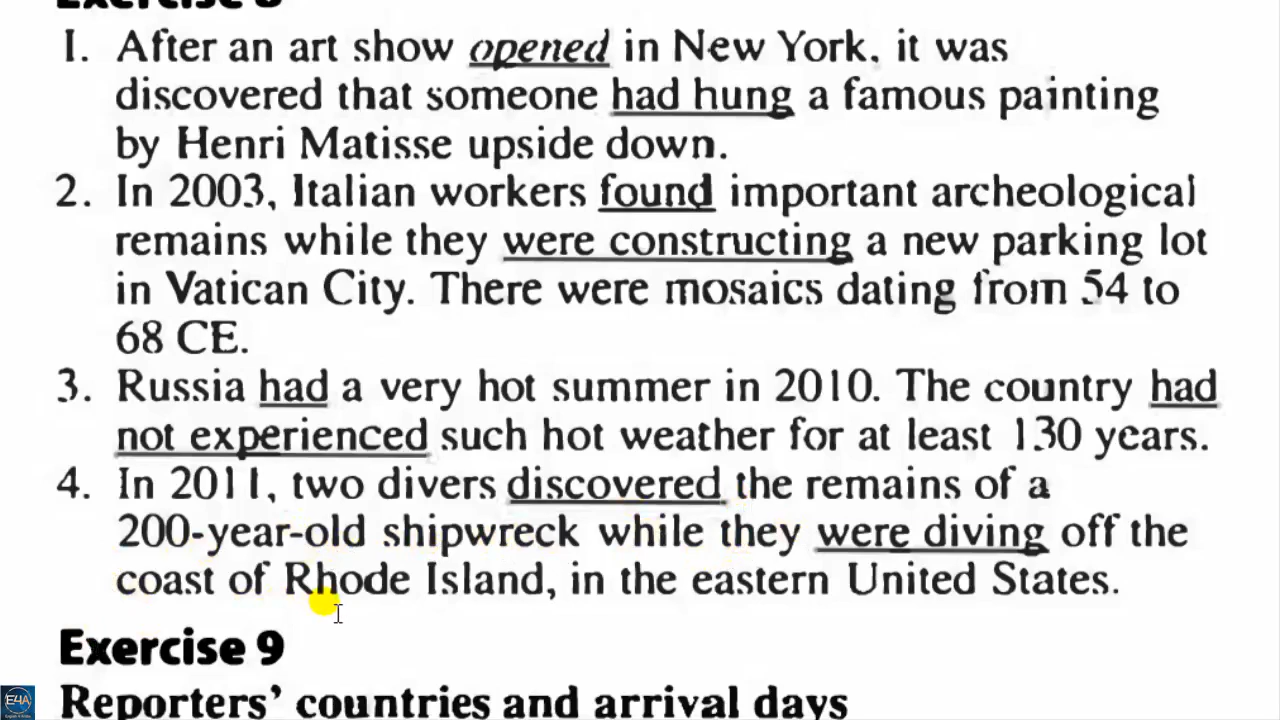 Exercise 8
1. After an art show opened in New York, it was
discovered that someone had hung a famous painting
by Henri Matisse upside down.
2. In 2003, Italian workers found important archeological
remains while they were constructing a new parking lot
in Vatican City. There were mosaics dating from 54 to
68 CE.
3. Russia had a very hot summer in 2010. The country had
not experienced such hot weather for at least 130 years.
4. In 2011, two divers discovered the remains of a
200-year-old shipwreck while they were diving off the
coast of Rhode Island, in the eastern United States.
Exercise 9
Reporters' countries and arrival days
E4A